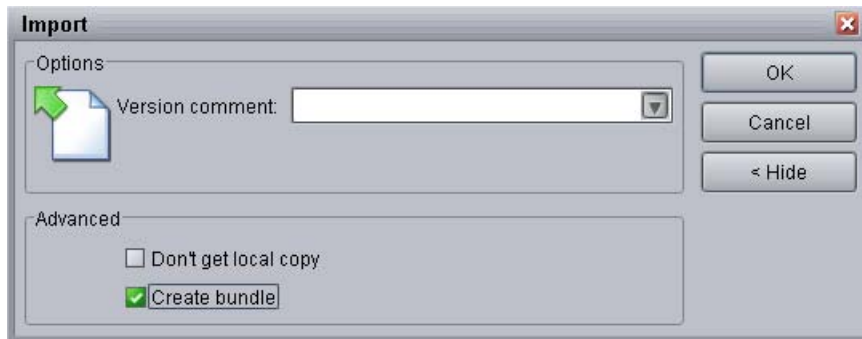 Import
Options
Version comment:
OK
Cancel
< Hide
Advanced
Don't get local copy
Create bundle